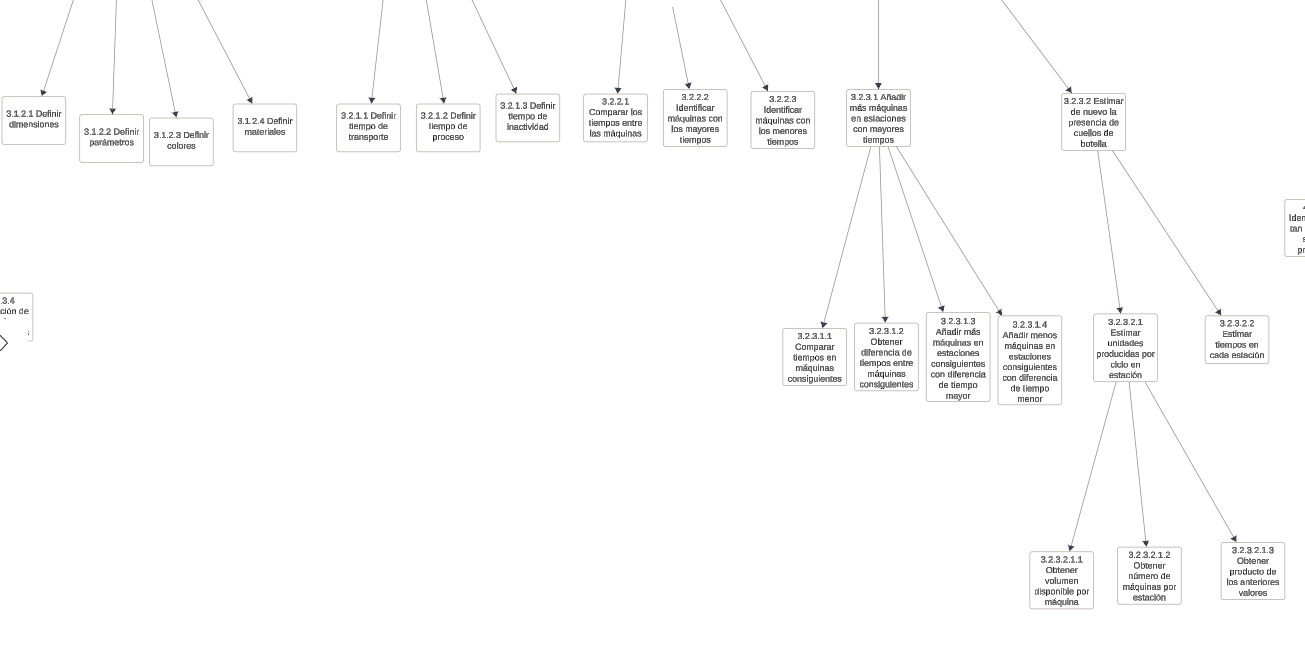 3.1.2.1 Definir
dimensiones
3.1.2.2 Definir
parámetros
3.1.2.3 Definir
colores
3.1.2.4 Definir
materiales
3.2.1.1 Definir
tiempo de
transporte
3.2.1.2 Definir
tiempo de
proceso
3.2.1.3 Definir
tiempo de
inactividad
3.2.2.1
Comparar los
tiempos entre
las máquinas
3.2.2.2
Identificar
máquinas con
los mayores
tiempos
3.2.2.3
Identificar
máquinas con
los menores
tiempos
3.2.3.1 Añadir
más máquinas
en estaciones
con mayores
tiempos
3.2.3.2 Estimar
de nuevo la
presencia de
cuellos de
botella
.3.4
ción de
3.2.3.1.1
Comparar
tiempos en
máquinas
consiguientes
3.2.3.1.2
Obtener
diferencia de
tiempos entre
máquinas
consiguientes
3.2.3.1.3
Añadir más
máquinas en
estaciones
consiguientes
con diferencia
de tiempo
mayor
3.2.3.1.4
Añadir menos
máquinas en
estaciones
consiguientes
con diferencia
de tiempo
menor
3.2.3.2.1
Estimar
unidades
producidas por
ciclo en
estación
3.2.3.2.2
Estimar
tiempos en
cada estación
3.2.3.2.1.1
Obtener
volumen
disponible por
máquina
3.2.3.2.1.2
Obtener
número de
máquinas por
estación
3.2.3.2.1.3
Obtener
producto de
los anteriores
valores